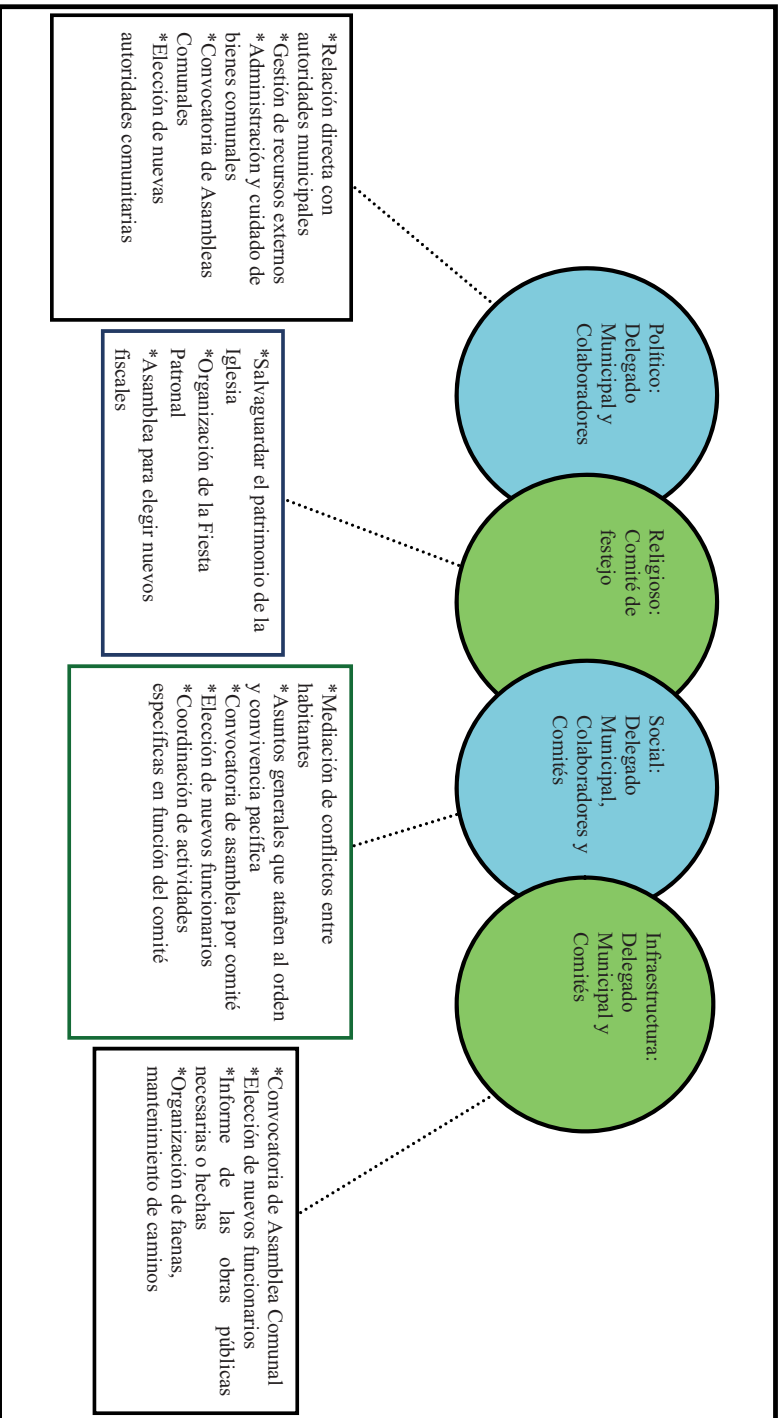 Político:
Delegado
Municipal y
Colaboradores
Religioso:
Comité de
festejo
Social:
Delegado
Municipal,
Colaboradores y
Comités
Infraestructura:
Delegado
Municipal y
Comités
*Relación directa con
autoridades municipales
*Gestión de recursos externos
*Administración y cuidado de
bienes comunales
*Convocatoria de Asambleas
Comunales
*Elección de nuevas
autoridades comunitarias
*Salvaguardar el patrimonio de la
Iglesia
*Organización de la Fiesta
Patronal
*Asamblea para elegir nuevos
fiscales
*Mediación de conflictos entre
habitantes
*Asuntos generales que atañen al orden
y convivencia pacífica
*Convocatoria de asamblea por comité
*Elección de nuevos funcionarios
*Coordinación de actividades
específicas en función del comité
*Convocatoria de Asamblea Comunal
*Elección de nuevos funcionarios
*Informe de las obras públicas
necesarias o hechas
*Organización de faenas,
mantenimiento de caminos